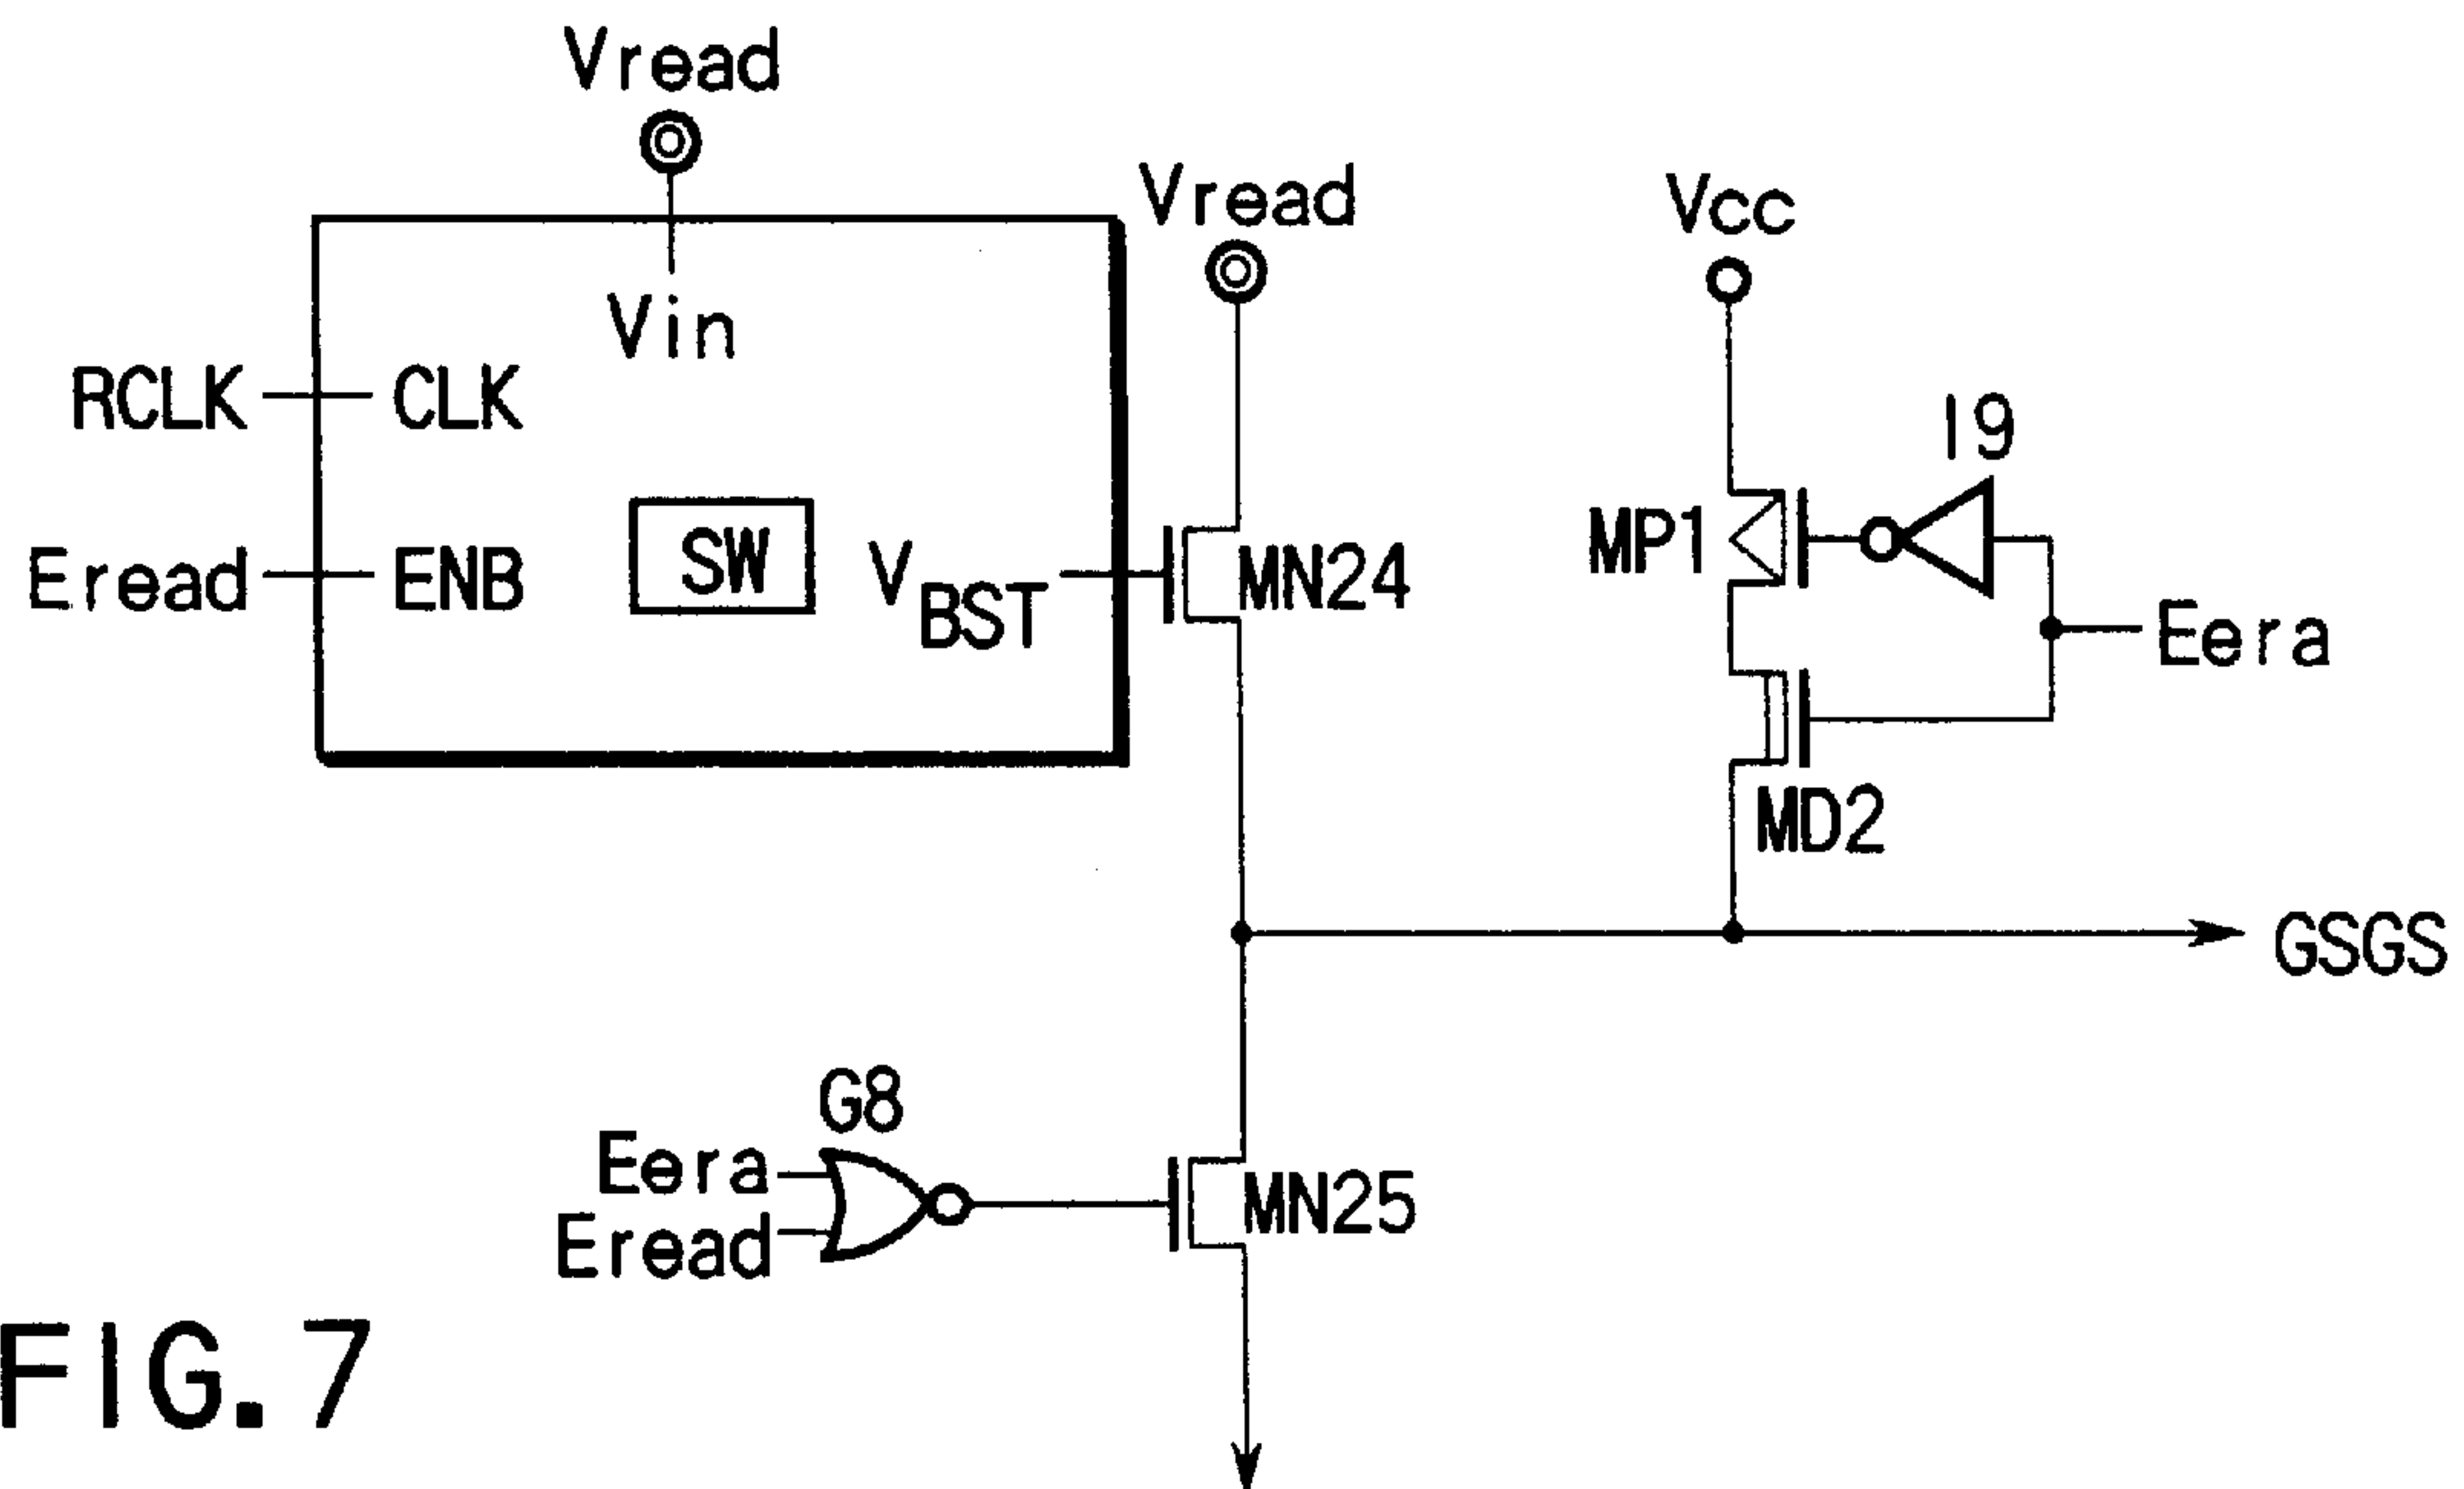 Vread
Vread
Vcc
Vin
RCLK
CLK
I9
Eread
ENB
SW
VBST
MN24
MP1
Eera
MD2
GSGS
G8
Eera
Eread
MN25
FIG. 7